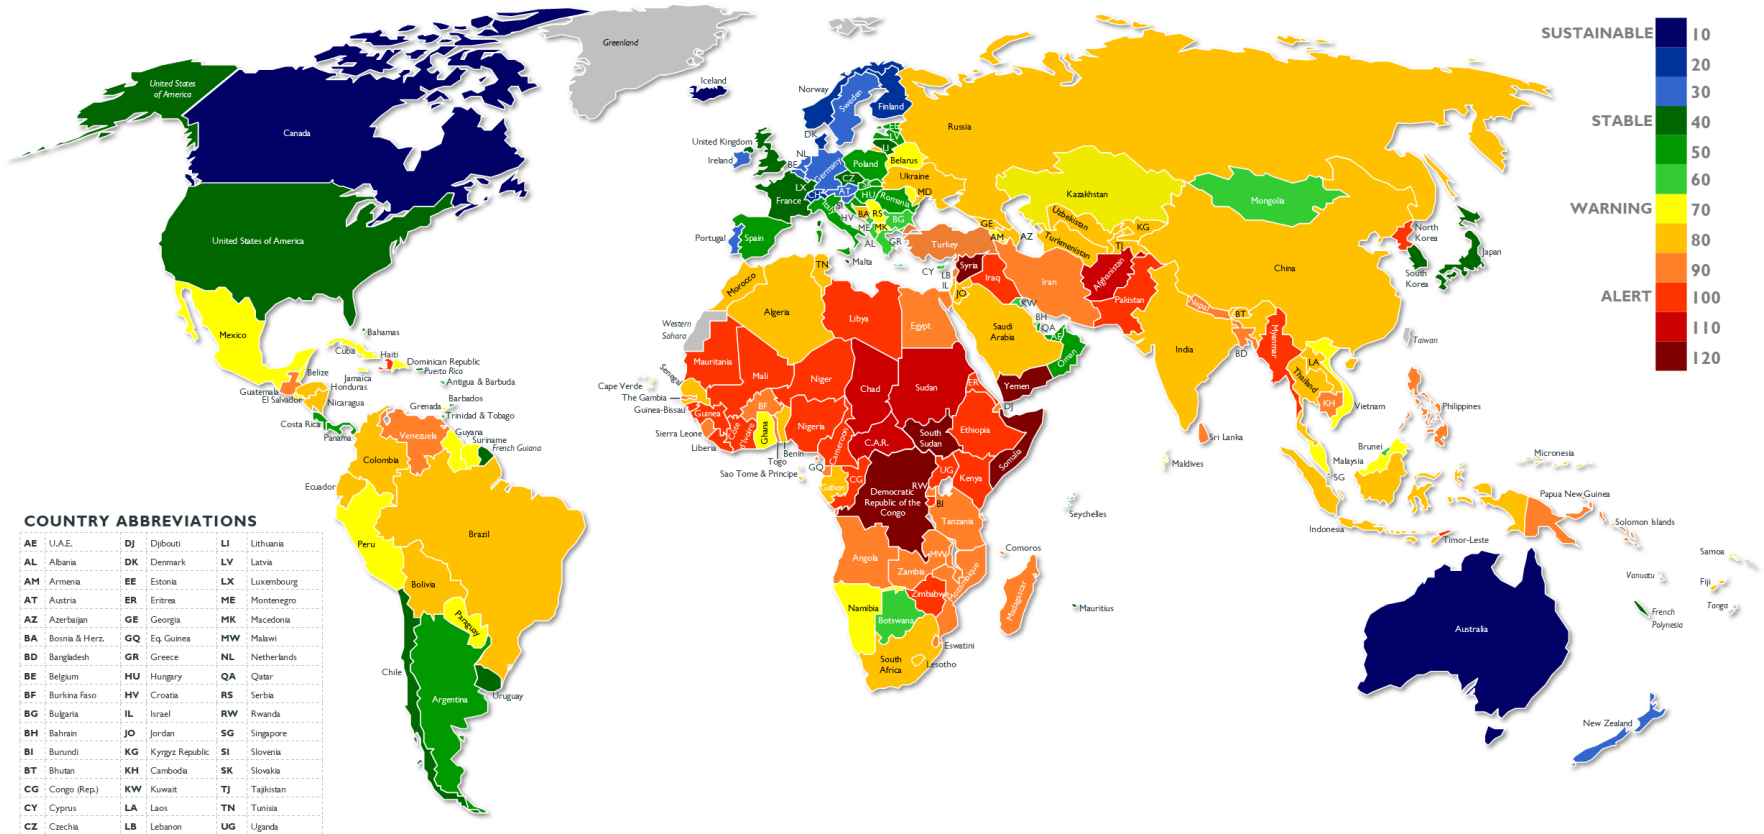 Greenland
United States
of America
Canada
United States of America
Mexico
Bahamas
Cuba
Haiti
Dominican Republic
Puerto Rico
Jamaica
Belize
Honduras
Guatemala
El Salvador
Nicaragua
Antigua & Barbuda
Barbados
Grenada
Trinidad & Tobago
Costa Rica
Panama
Venezuela
Guyana
Suriname
French Guiana
Colombia
Ecuador
Peru
Brazil
Bolivia
Paraguay
Chile
Argentina
Uruguay
Iceland
Norway
Sweden
Finland
United Kingdom
Ireland
DK
NL
BE
LX
Germany
France
CH
AT
CZ
SK
HU
Poland
EE
LV
LI
Belarus
Ukraine
MD
Romania
BG
RS
BA
HV
ME
MK
AL
GR
Italy
Portugal
Spain
Malta
Russia
Kazakhstan
Mongolia
Uzbekistan
Turkmenistan
KG
TJ
GE
AM
AZ
Turkey
CY
LB
IL
Syria
JO
Iraq
Iran
Afghanistan
Pakistan
KW
BH
QA
AE
Oman
Saudi
Arabia
Yemen
China
North
Korea
South
Korea
Japan
Taiwan
Nepal
BT
BD
India
Myanmar
LA
Thailand
KH
Vietnam
Philippines
Sri Lanka
Maldives
Brunei
Malaysia
SG
Indonesia
Timor-Leste
Micronesia
Papua New Guinea
Solomon Islands
Samoa
Vanuatu
Fiji
Tonga
French
Polynesia
Australia
New Zealand
Morocco
TN
Algeria
Libya
Egypt
Western
Sahara
Mauritania
Mali
Niger
Chad
Sudan
ER
DJ
Cape Verde
Senegal
The Gambia
Guinea-Bissau
Guinea
Sierra Leone
Liberia
Cote
d'Ivoire
BF
Ghana
Togo
Benin
Nigeria
Cameroon
C.A.R.
South
Sudan
Ethiopia
Somalia
Sao Tome & Principe
GQ
Gabon
CG
Democratic
Republic of the
Congo
UG
RW
BI
Kenya
Tanzania
Seychelles
Comoros
Angola
Zambia
MW
Mozambique
Madagascar
Mauritius
Zimbabwe
Namibia
Botswana
South
Africa
Eswatini
Lesotho
SUSTAINABLE
STABLE
WARNING
ALERT
10
20
30
40
50
60
70
80
90
100
110
120
COUNTRY ABBREVIATIONS
AE U.A.E. DJ Djibouti LI Lithuania
AL Albania DK Denmark LV Latvia
AM Armenia EE Estonia LX Luxembourg
AT Austria ER Eritrea ME Montenegro
AZ Azerbaijan GE Georgia MK Macedonia
BA Bosnia & Herz. GQ Eq. Guinea MW Malawi
BD Bangladesh GR Greece NL Netherlands
BE Belgium HU Hungary QA Qatar
BF Burkina Faso HV Croatia RS Serbia
BG Bulgaria IL Israel RW Rwanda
BH Bahrain JO Jordan SG Singapore
BI Burundi KG Kyrgyz Republic SI Slovenia
BT Bhutan KH Cambodia SK Slovakia
CG Congo (Rep.) KW Kuwait TJ Tajikistan
CY Cyprus LA Laos TN Tunisia
CZ Czechia LB Lebanon UG Uganda